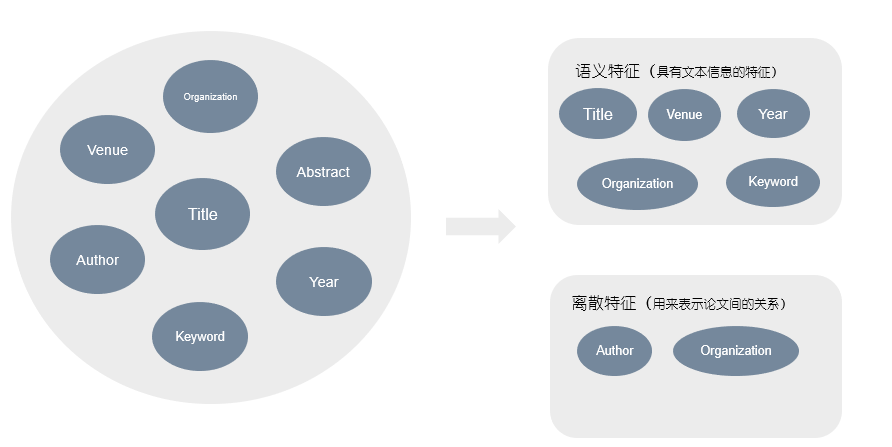 Organization
Venue
Abstract
Title
Author
Year
Keyword
语义特征（具有文本信息的特征）
Title
Venue
Year
Organization
Keyword
离散特征（用来表示论文间的关系）
Author
Organization